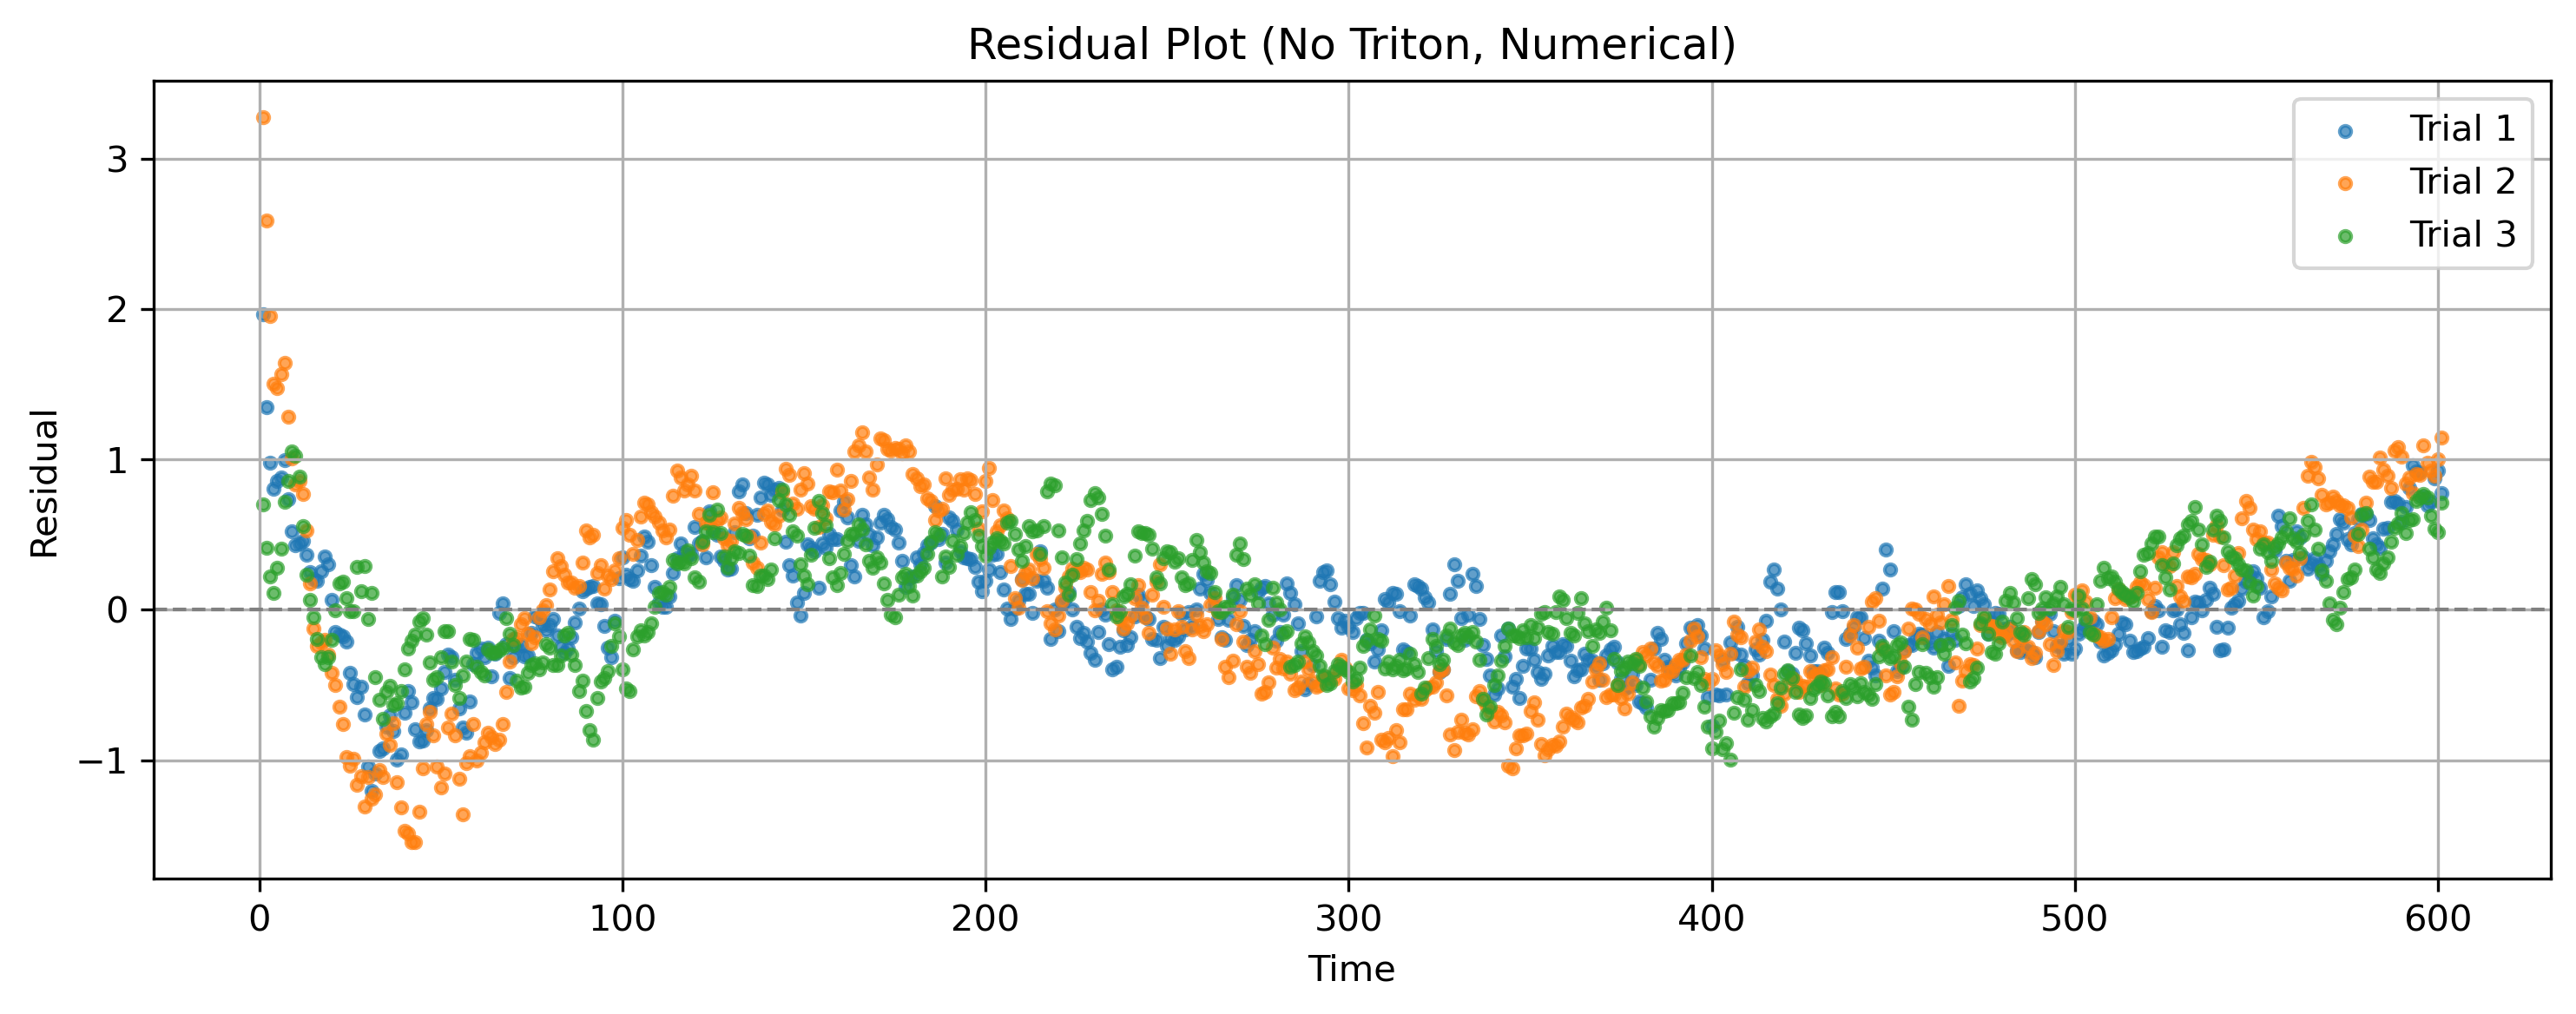 Residual Plot (No Triton, Numerical)
Trial 1
Trial 2
Trial 3
Residual
3
2
1
0
−1
0 100 200 300 400 500 600
Time